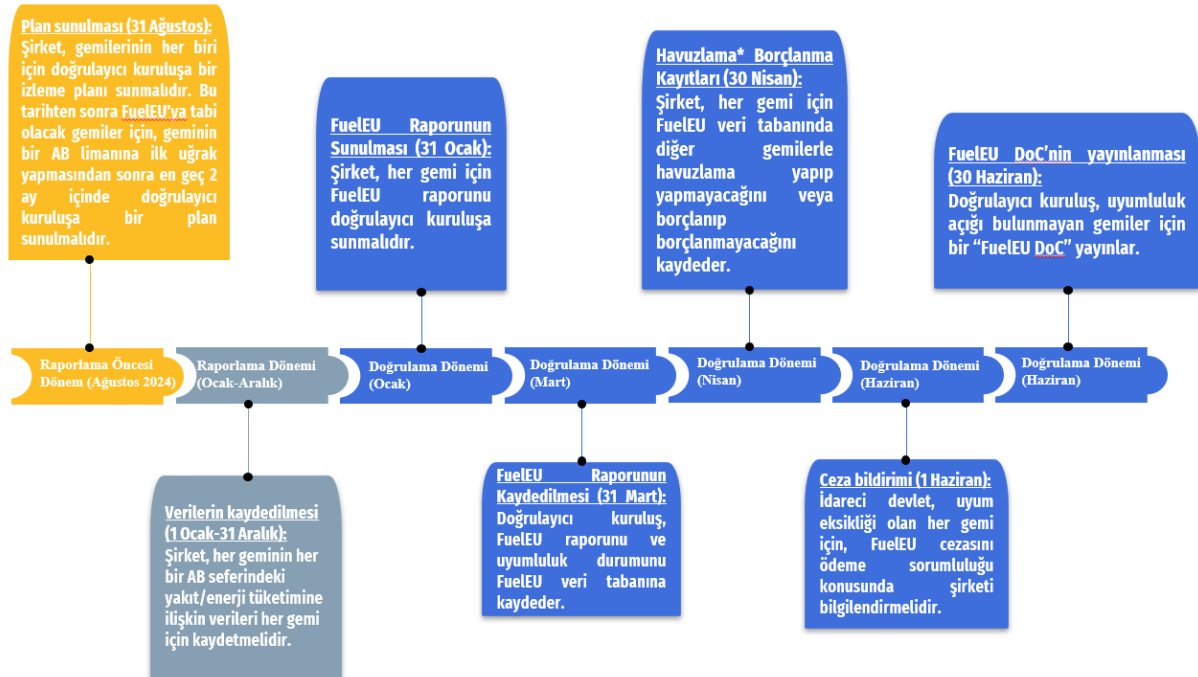 Plan sunulması (31 Ağustos):
Şirket, gemilerinin her biri
için doğrulayıcı kuruluşa bir
izleme planı sunmalıdır. Bu
tarihten sonra FuelEU'ya tabi
olacak gemiler için, geminin
bir AB limanına ilk uğrak
yapmasından sonra en geç 2
ay içinde doğrulayıcı
kuruluşa bir plan
sunulmalıdır.
FuelEU Raporunun
Sunulması (31 Ocak):
Şirket, her gemi için
FuelEU raporunu
doğrulayıcı kuruluşa
sunmalıdır.
Havuzlama* Borçlanma
Kayıtları (30 Nisan):
Şirket, her gemi için
FuelEU veri tabanında
diğer gemilerle
havuzlama yapıp
yapmayacağını veya
borçlanıp
borçlanmayacağını
kaydeder.
FuelEU DoC'nin yayınlanması
(30 Haziran):
Doğrulayıcı kuruluş, uyumluluk
açığı bulunmayan gemiler için
bir “FuelEU DoC” yayınlar.
Raporlama Öncesi
Dönem (Ağustos 2024)
Raporlama Dönemi
(Ocak-Aralık)
Doğrulama Dönemi
(Ocak)
Doğrulama Dönemi
(Mart)
Doğrulama Dönemi
(Nisan)
Doğrulama Dönemi
(Haziran)
Doğrulama Dönemi
(Haziran)
Verilerin kaydedilmesi
(1 Ocak-31 Aralık):
Şirket, her geminin her
bir AB seferindeki
yakıt/enerji tüketimine
ilişkin verileri her gemi
için kaydetmelidir.
FuelEU Raporunun
Kaydedilmesi (31 Mart):
Doğrulayıcı kuruluş,
FuelEU raporunu ve
uyumluluk durumunu
FuelEU veri tabanına
kaydeder.
Ceza bildirimi (1 Haziran):
İdareci devlet, uyum
eksikliği olan her gemi
için, FuelEU cezasını
ödeme sorumluluğu
konusunda şirketi
bilgilendirmelidir.